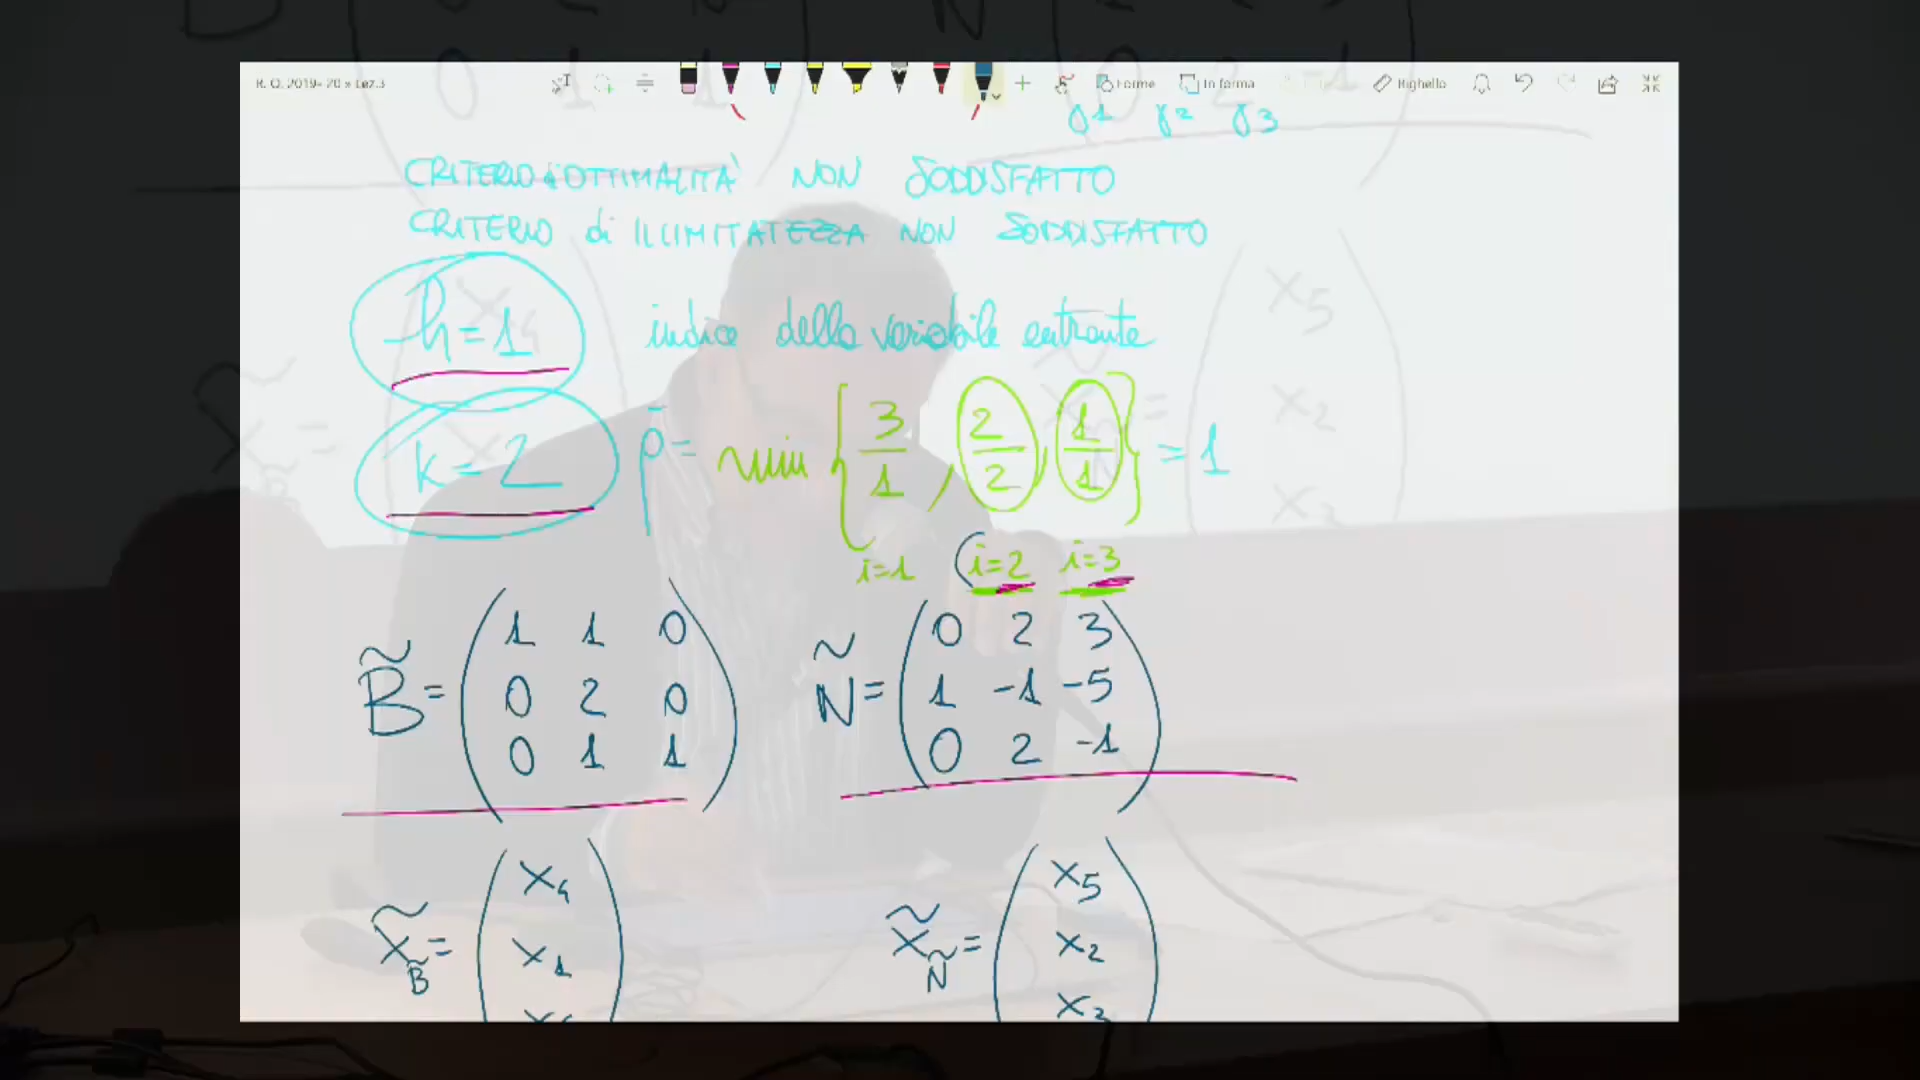 R. O. 2019-20 » Lez.3
Forme In forma Righello
γ1 γ2 γ3
CRITERIO di OTTIMALITÀ NON SODDISFATTO
CRITERIO di ILLIMITATEZZA NON SODDISFATTO
h=1 indice della variabile entrante
k=2 ρ̄= min { 3/1 , 2/2 , 1/1 } = 1
i=1 (i=2 i=3
B̃ = (1 1 0 Ñ = (0 2 3
0 2 0 1 -1 -5
0 1 1) 0 2 -1)
x̃ B̃ = (x4 x̃ Ñ = (x5
x1 x2
x3